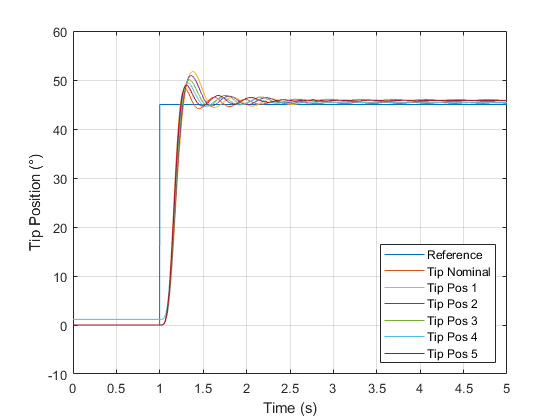 60
50
40
30
20
10
0
-10
Tip Position (°)
0 0.5 1 1.5 2 2.5 3 3.5 4 4.5 5
Time (s)
Reference
Tip Nominal
Tip Pos 1
Tip Pos 2
Tip Pos 3
Tip Pos 4
Tip Pos 5